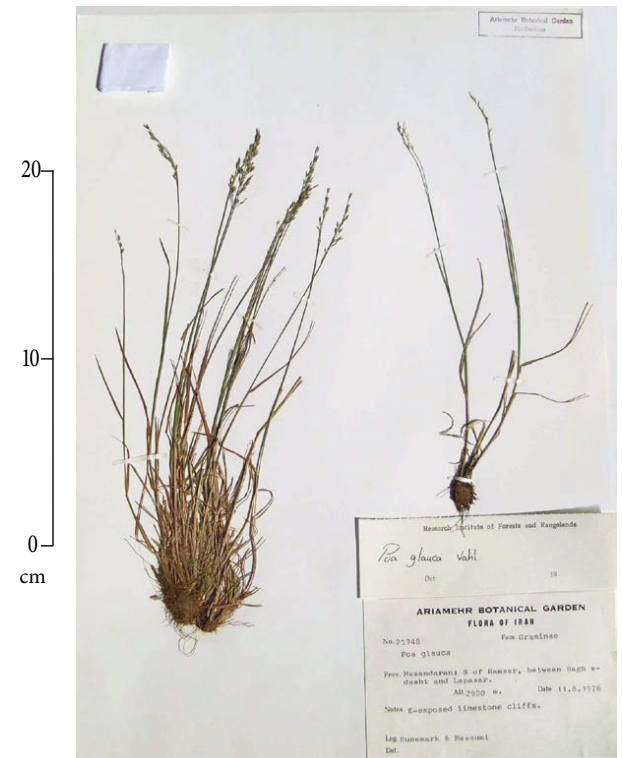 Ariamehr Botanical Garden
Herbarium
20
10
0
cm
Research Institute of Forests and Rangelands
Poa glauca Vahl.
Det 19
ARIAMEHR BOTANICAL GARDEN
FLORA OF IRAN
No. 21748 Fam. Gramineae
Poa glauca
Prov. Mazandaran: S of Ramsar, between Bagh e-
dasht and Lapasar.
Alt 2900 m. Date 11.8.1976
Notes E-exposed limestone cliffs.
Leg Runemark & Massoumi
Det.